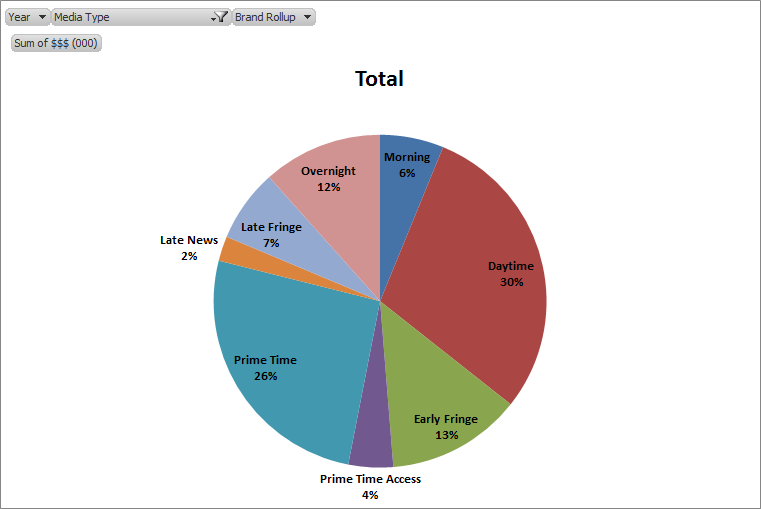 Year
Media Type
Brand Rollup
Sum of $$$ (000)
Total
Morning
6%
Overnight
12%
Late Fringe
7%
Late News
2%
Daytime
30%
Prime Time
26%
Early Fringe
13%
Prime Time Access
4%